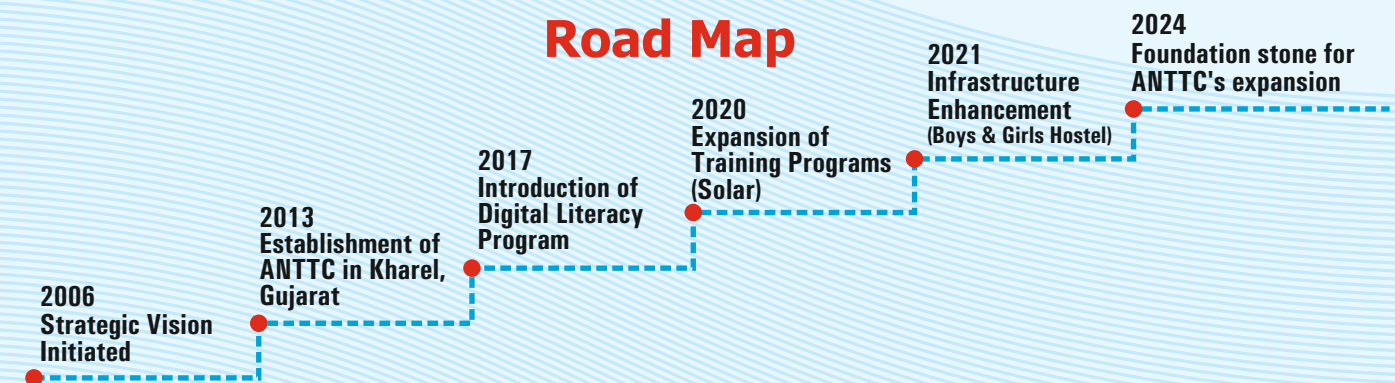 Road Map
2006
Strategic Vision
Initiated
2013
Establishment of
ANTTC in Kharel,
Gujarat
2017
Introduction of
Digital Literacy
Program
2020
Expansion of
Training Programs
(Solar)
2021
Infrastructure
Enhancement
(Boys & Girls Hostel)
2024
Foundation stone for
ANTTC's expansion